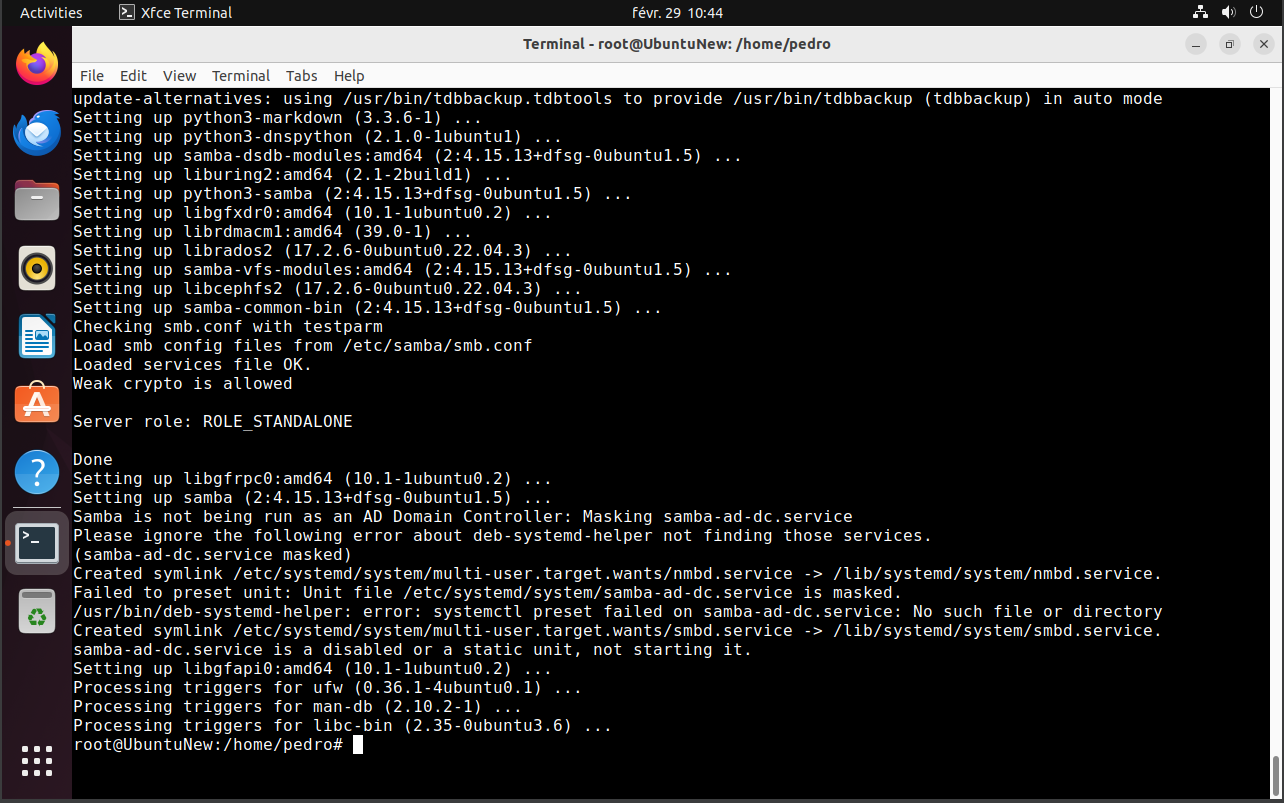 Activities
Xfce Terminal
févr. 29 10:44
Terminal - root@UbuntuNew: /home/pedro
File Edit View Terminal Tabs Help
update-alternatives: using /usr/bin/tdbbackup.tdbtools to provide /usr/bin/tdbbackup (tdbbackup) in auto mode
Setting up python3-markdown (3.3.6-1) ...
Setting up python3-dnspython (2.1.0-1ubuntu1) ...
Setting up samba-dsdb-modules:amd64 (2:4.15.13+dfsg-0ubuntu1.5) ...
Setting up liburing2:amd64 (2.1-2build1) ...
Setting up python3-samba (2:4.15.13+dfsg-0ubuntu1.5) ...
Setting up libgfxdr0:amd64 (10.1-1ubuntu0.2) ...
Setting up librdmacm1:amd64 (39.0-1) ...
Setting up librados2 (17.2.6-0ubuntu0.22.04.3) ...
Setting up samba-vfs-modules:amd64 (2:4.15.13+dfsg-0ubuntu1.5) ...
Setting up libcephfs2 (17.2.6-0ubuntu0.22.04.3) ...
Setting up samba-common-bin (2:4.15.13+dfsg-0ubuntu1.5) ...
Checking smb.conf with testparm
Load smb config files from /etc/samba/smb.conf
Loaded services file OK.
Weak crypto is allowed
Server role: ROLE_STANDALONE
Done
Setting up libgfrpc0:amd64 (10.1-1ubuntu0.2) ...
Setting up samba (2:4.15.13+dfsg-0ubuntu1.5) ...
Samba is not being run as an AD Domain Controller: Masking samba-ad-dc.service
Please ignore the following error about deb-systemd-helper not finding those services.
(samba-ad-dc.service masked)
Created symlink /etc/systemd/system/multi-user.target.wants/nmbd.service -> /lib/systemd/system/nmbd.service.
Failed to preset unit: Unit file /etc/systemd/system/samba-ad-dc.service is masked.
/usr/bin/deb-systemd-helper: error: systemctl preset failed on samba-ad-dc.service: No such file or directory
Created symlink /etc/systemd/system/multi-user.target.wants/smbd.service -> /lib/systemd/system/smbd.service.
samba-ad-dc.service is a disabled or a static unit, not starting it.
Setting up libgfapi0:amd64 (10.1-1ubuntu0.2) ...
Processing triggers for ufw (0.36.1-4ubuntu0.1) ...
Processing triggers for man-db (2.10.2-1) ...
Processing triggers for libc-bin (2.35-0ubuntu3.6) ...
root@UbuntuNew:/home/pedro#